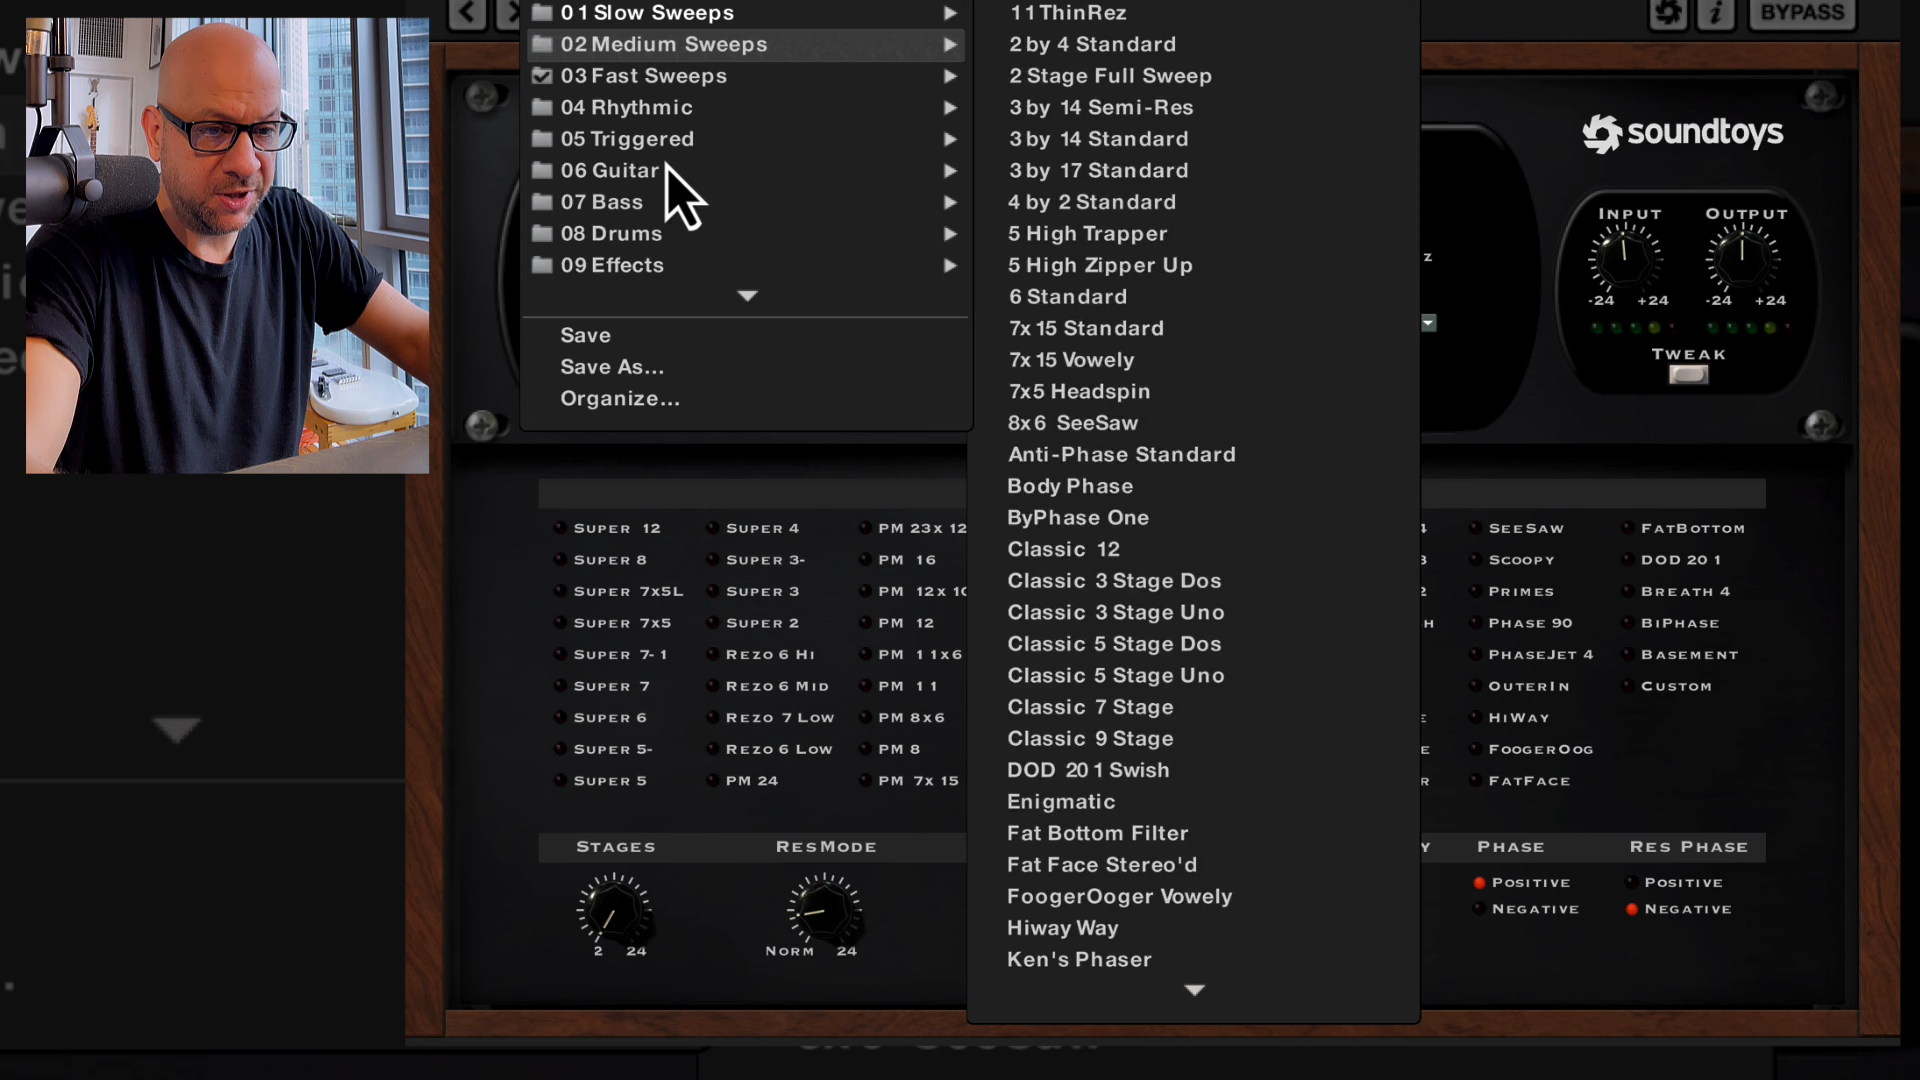 01 Slow Sweeps
02 Medium Sweeps
03 Fast Sweeps
04 Rhythmic
05 Triggered
06 Guitar
07 Bass
08 Drums
09 Effects
Save
Save As...
Organize...
11 ThinRez
2 by 4 Standard
2 Stage Full Sweep
3 by 14 Semi-Res
3 by 14 Standard
3 by 17 Standard
4 by 2 Standard
5 High Trapper
5 High Zipper Up
6 Standard
7x15 Standard
7x15 Vowely
7x5 Headspin
8x6 SeeSaw
Anti-Phase Standard
Body Phase
ByPhase One
Classic 12
Classic 3 Stage Dos
Classic 3 Stage Uno
Classic 5 Stage Dos
Classic 5 Stage Uno
Classic 7 Stage
Classic 9 Stage
DOD 201 Swish
Enigmatic
Fat Bottom Filter
Fat Face Stereo'd
FoogerOoger Vowely
Hiway Way
Ken's Phaser
BYPASS
soundtoys
INPUT OUTPUT
-24 +24 -24 +24
TWEAK
SUPER 12 SUPER 4 PM 23x12
SUPER 8 SUPER 3- PM 16
SUPER 7x5L SUPER 3 PM 12x10
SUPER 7x5 SUPER 2 PM 12
SUPER 7-1 REZO 6 HI PM 11x6
SUPER 7 REZO 6 MID PM 11
SUPER 6 REZO 7 LOW PM 8x6
SUPER 5- REZO 6 LOW PM 8
SUPER 5 PM 24 PM 7x15
SEESAW FATBOTTOM
SCOOPY DOD 201
PRIMES BREATH 4
PHASE 90 BIPHASE
PHASEJET 4 BASEMENT
OUTERIN CUSTOM
HIWAY
FOOGEROOG
FATFACE
STAGES RESMODE
2 24 NORM 24
PHASE RES PHASE
POSITIVE POSITIVE
NEGATIVE NEGATIVE